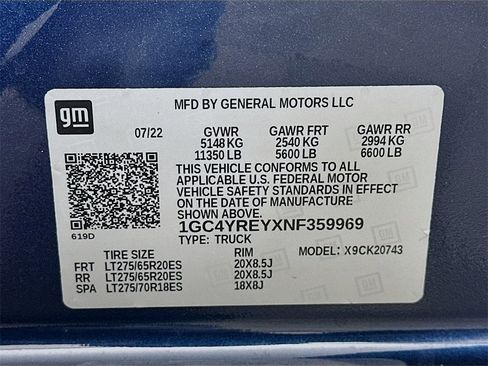 gm
MFD BY GENERAL MOTORS LLC
07/22 GVWR GAWR FRT GAWR RR
5148 KG 2540 KG 2994 KG
11350 LB 5600 LB 6600 LB
THIS VEHICLE CONFORMS TO ALL
APPLICABLE U.S. FEDERAL MOTOR
VEHICLE SAFETY STANDARDS IN EFFECT
ON THE DATE OF MANUFACTURE
SHOWN ABOVE.
619D
1GC4YREYXNF359969
TYPE: TRUCK MODEL: X9CK20743
TIRE SIZE RIM
FRT LT275/65R20ES 20X8.5J
RR LT275/65R20ES 20X8.5J
SPA LT275/70R18ES 18X8J